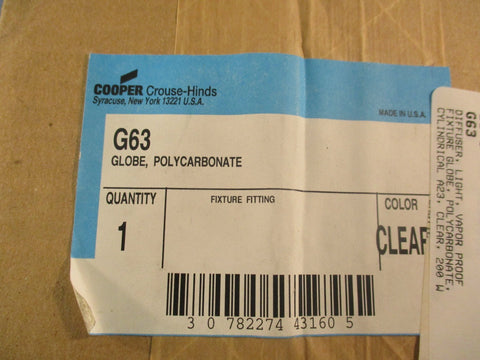 COOPER Crouse-Hinds
Syracuse, New York 13221 U.S.A.
MADE IN U.S.A.
G63
GLOBE, POLYCARBONATE
QUANTITY
1
FIXTURE FITTING
COLOR
CLEAR
3 0 782274 43160 5
G63
DIFFUSER, LIGHT, VAPOR PROOF
FIXTURE GLOBE, POLYCARBONATE,
CYLINDRICAL A23, CLEAR, 200 W